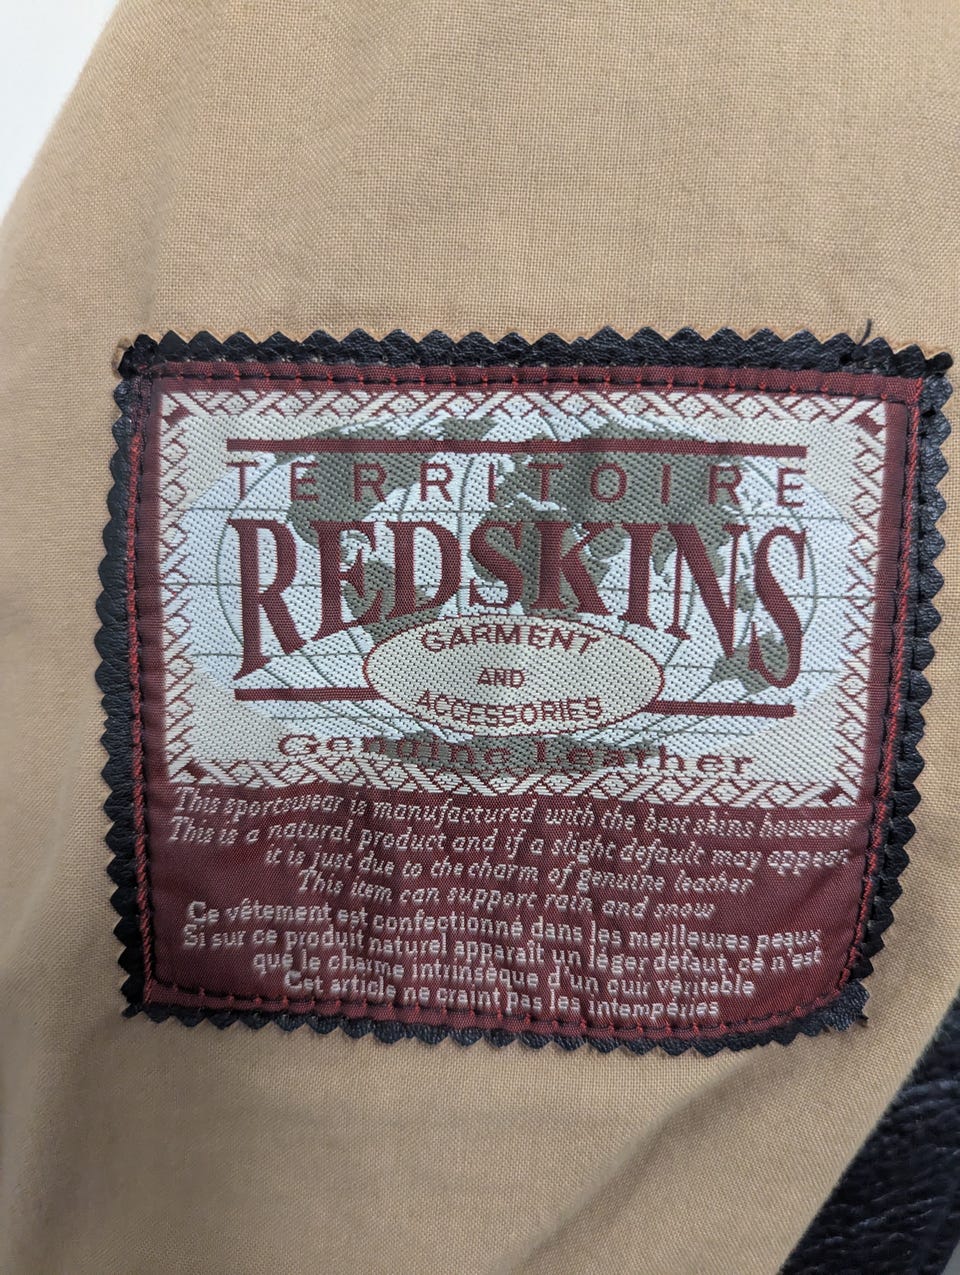 TERRITOIRE
REDSKINS
GARMENT
AND
ACCESSORIES
Genuine Leather
This sportswear is manufactured with the best skins however
This is a natural product and if a slight default may appear
it is just due to the charm of genuine leather
This item can support rain and snow
Ce vêtement est confectionné dans les meilleures peaux
Si sur ce produit naturel apparaît un léger défaut, ce n'est
que le charme intrinsèque d'un cuir véritable
Cet article ne craint pas les intempéries